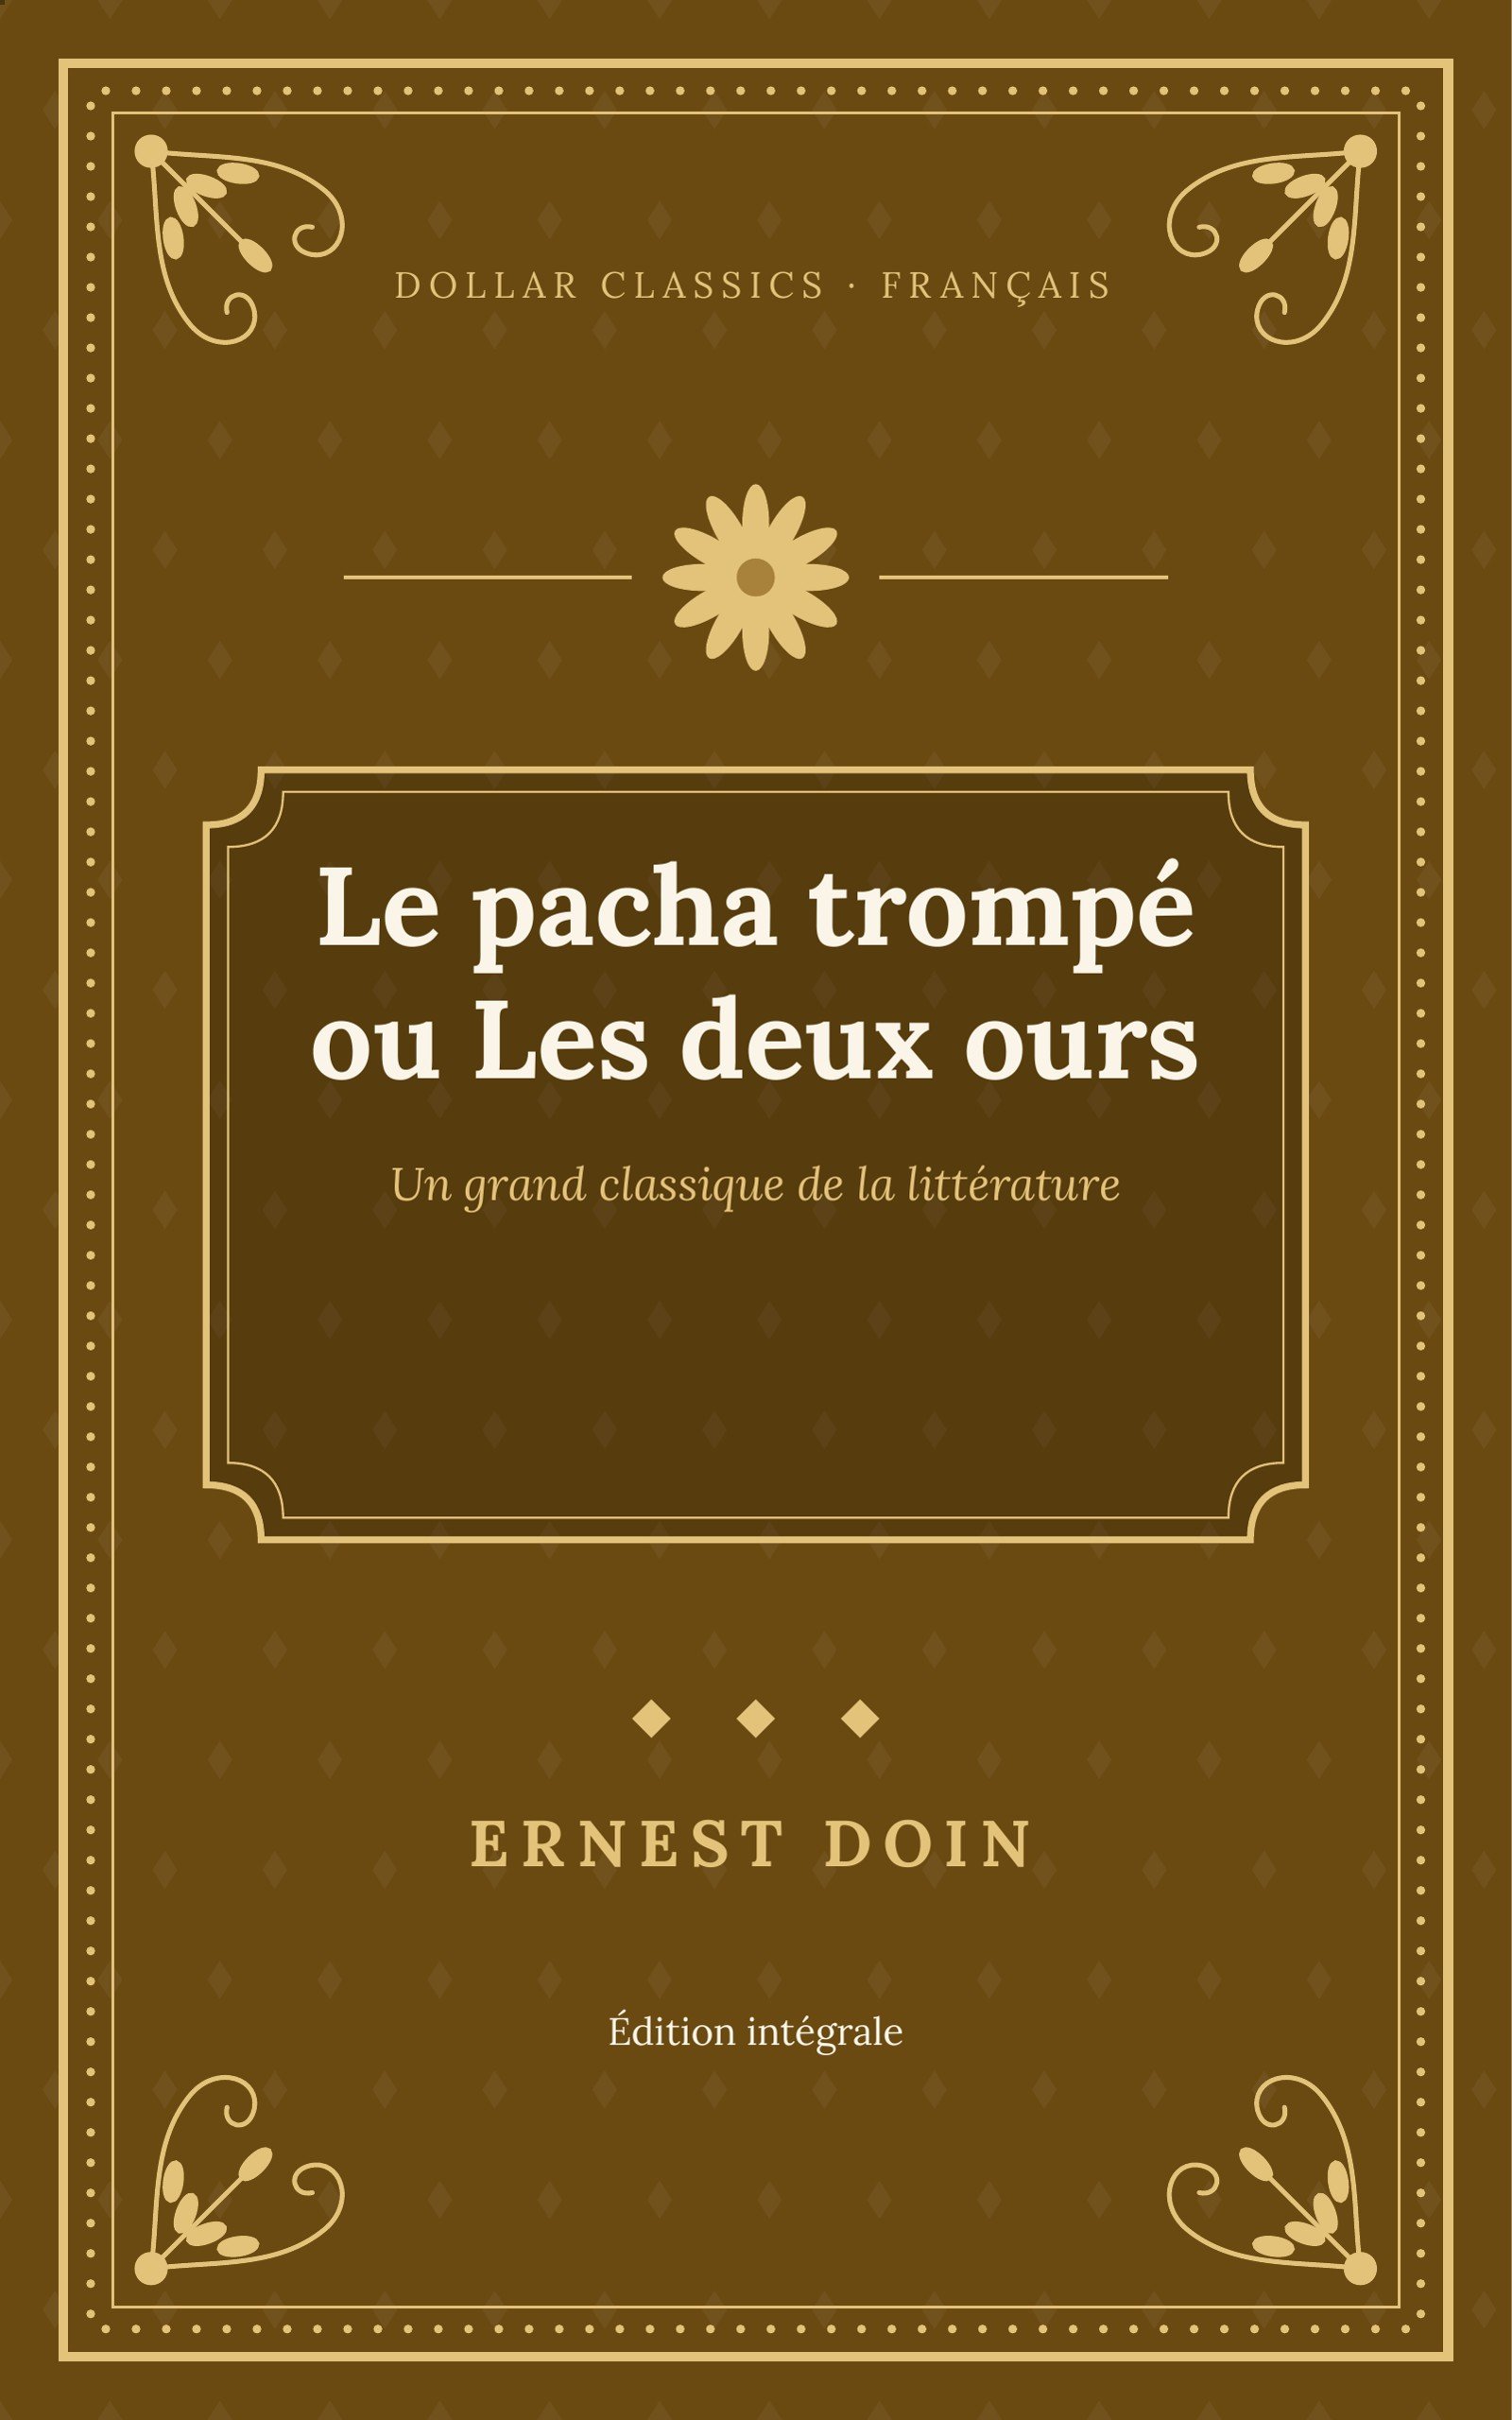 DOLLAR CLASSICS · FRANÇAIS
Le pacha trompé
ou Les deux ours
Un grand classique de la littérature
ERNEST DOIN
Édition intégrale